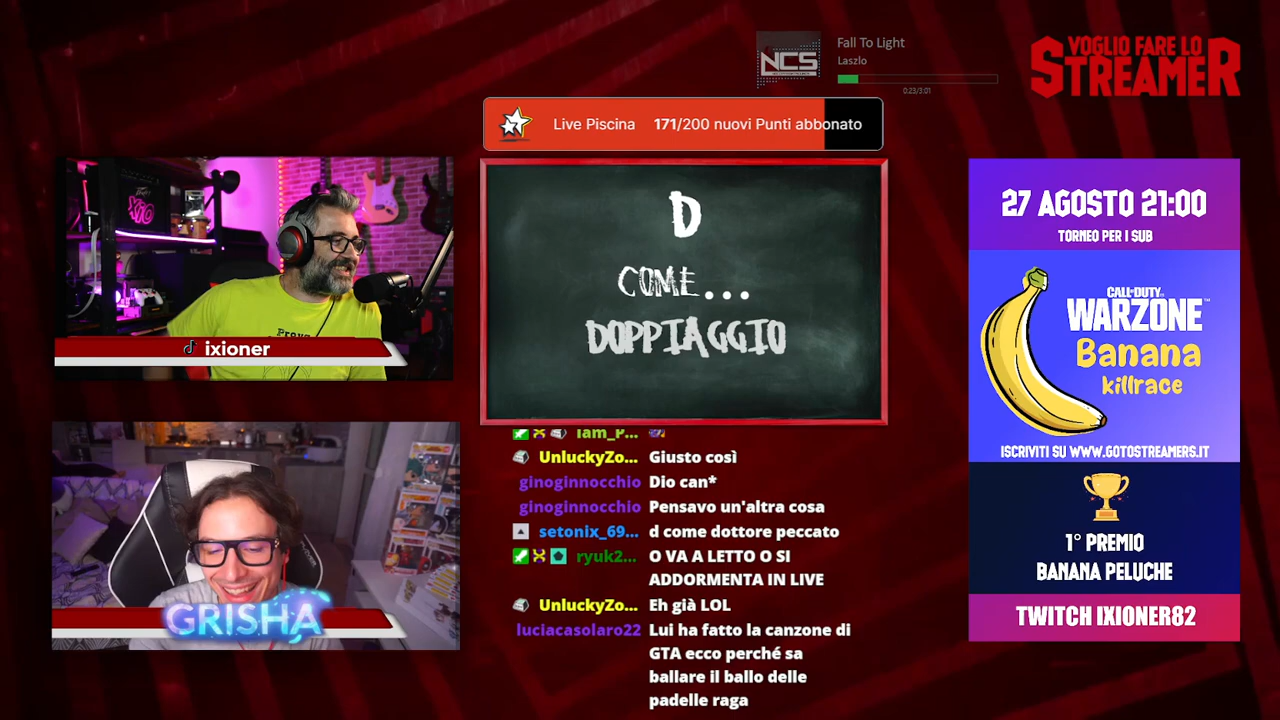 Fall To Light
Laszlo
NCS
0:23/3:01
VOGLIO FARE LO
STREAMER
Live Piscina 171/200 nuovi Punti abbonato
XIO
ixioner
D
COME...
DOPPIAGGIO
27 AGOSTO 21:00
TORNEO PER I SUB
CALL OF DUTY
WARZONE
Banana
killrace
ISCRIVITI SU WWW.GOTOSTREAMERS.IT
1° PREMIO
BANANA PELUCHE
TWITCH IXIONER82
GRISHA
Iam_P...
UnluckyZo... Giusto così
ginoginnocchio Dio can*
ginoginnocchio Pensavo un'altra cosa
setonix_69... d come dottore peccato
ryuk2... O VA A LETTO O SI
ADDORMENTA IN LIVE
UnluckyZo... Eh già LOL
luciacasolaro22 Lui ha fatto la canzone di
GTA ecco perché sa
ballare il ballo delle
padelle raga